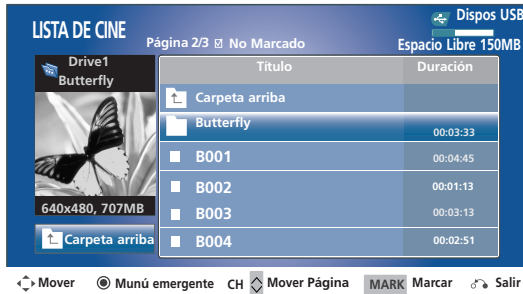 LISTA DE CINE
Página 2/3 ☑ No Marcado
Dispos USB
Espacio Libre 150MB
Drive1
Butterfly
640x480, 707MB
Carpeta arriba
Título Duración
Carpeta arriba
Butterfly 00:03:33
B001 00:04:45
B002 00:01:13
B003 00:03:13
B004 00:02:51
Mover Munú emergente CH Mover Página MARK Marcar Salir